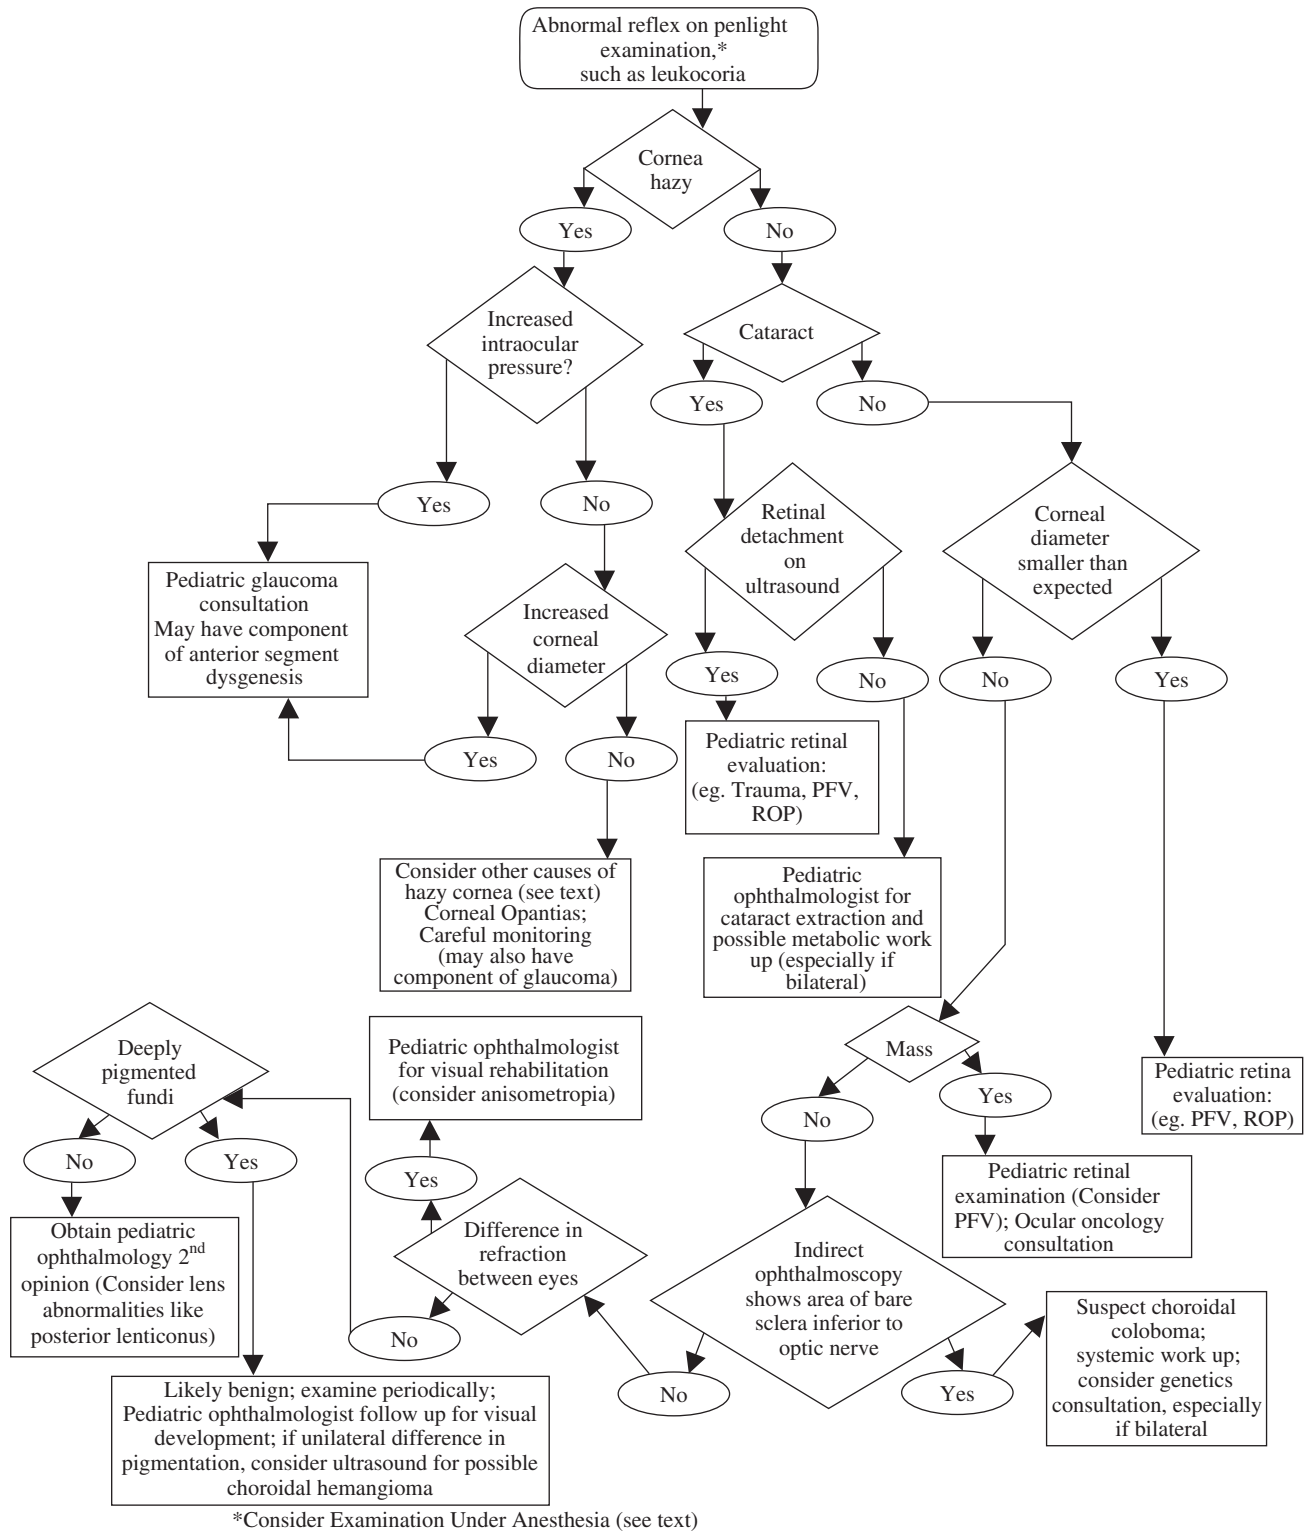 Abnormal reflex on penlight
examination,*
such as leukocoria
Cornea
hazy
Yes
No
Increased
intraocular
pressure?
Cataract
Yes
No
Yes
No
Retinal
detachment
on
ultrasound
Corneal
diameter
smaller than
expected
Pediatric glaucoma
consultation
May have component
of anterior segment
dysgenesis
Increased
corneal
diameter
Yes
No
No
Yes
Yes
No
Pediatric retinal
evaluation:
(eg. Trauma, PFV,
ROP)
Consider other causes of
hazy cornea (see text)
Corneal Opantias;
Careful monitoring
(may also have
component of glaucoma)
Pediatric
ophthalmologist for
cataract extraction and
possible metabolic work
up (especially if
bilateral)
Mass
No
Yes
Pediatric retina
evaluation:
(eg. PFV, ROP)
Pediatric retinal
examination (Consider
PFV); Ocular oncology
consultation
Deeply
pigmented
fundi
No
Yes
Pediatric ophthalmologist
for visual rehabilitation
(consider anisometropia)
Yes
Difference in
refraction
between eyes
No
Indirect
ophthalmoscopy
shows area of bare
sclera inferior to
optic nerve
No
Yes
Suspect choroidal
coloboma;
systemic work up;
consider genetics
consultation, especially
if bilateral
Obtain pediatric
ophthalmology 2nd
opinion (Consider lens
abnormalities like
posterior lenticonus)
Likely benign; examine periodically;
Pediatric ophthalmologist follow up for visual
development; if unilateral difference in
pigmentation, consider ultrasound for possible
choroidal hemangioma
*Consider Examination Under Anesthesia (see text)